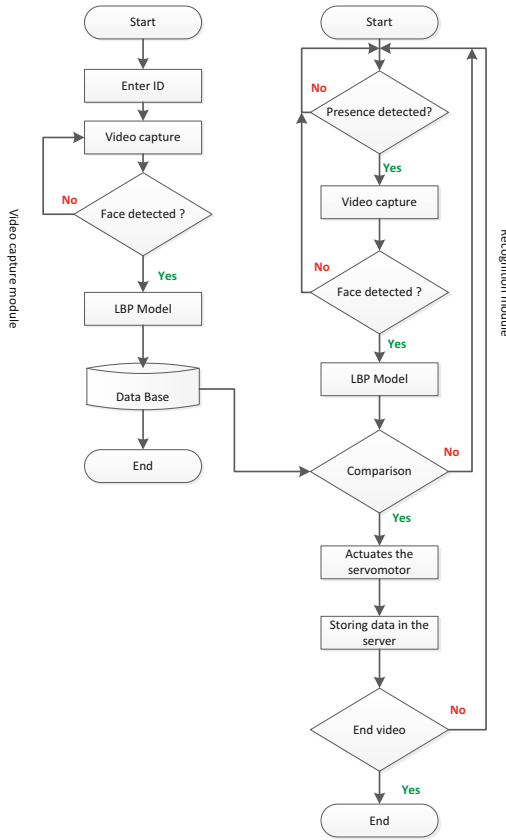 Video capture module
Start
Enter ID
Video capture
Face detected ?
No
Yes
LBP Model
Data Base
End
Start
No
Presence detected?
Yes
Video capture
No
Face detected ?
Yes
LBP Model
Comparison
No
Yes
Actuates the
servomotor
Storing data in the
server
End video
No
Yes
End
Recognition module